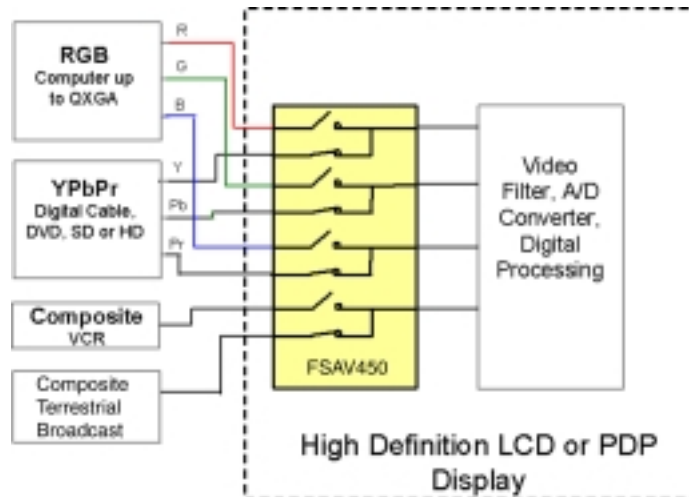 R
RGB
Computer up
to QXGA
G
B
Y
YPbPr
Digital Cable,
DVD, SD or HD
Pb
Pr
Composite
VCR
Composite
Terrestrial
Broadcast
FSAV450
Video
Filter, A/D
Converter,
Digital
Processing
High Definition LCD or PDP
Display